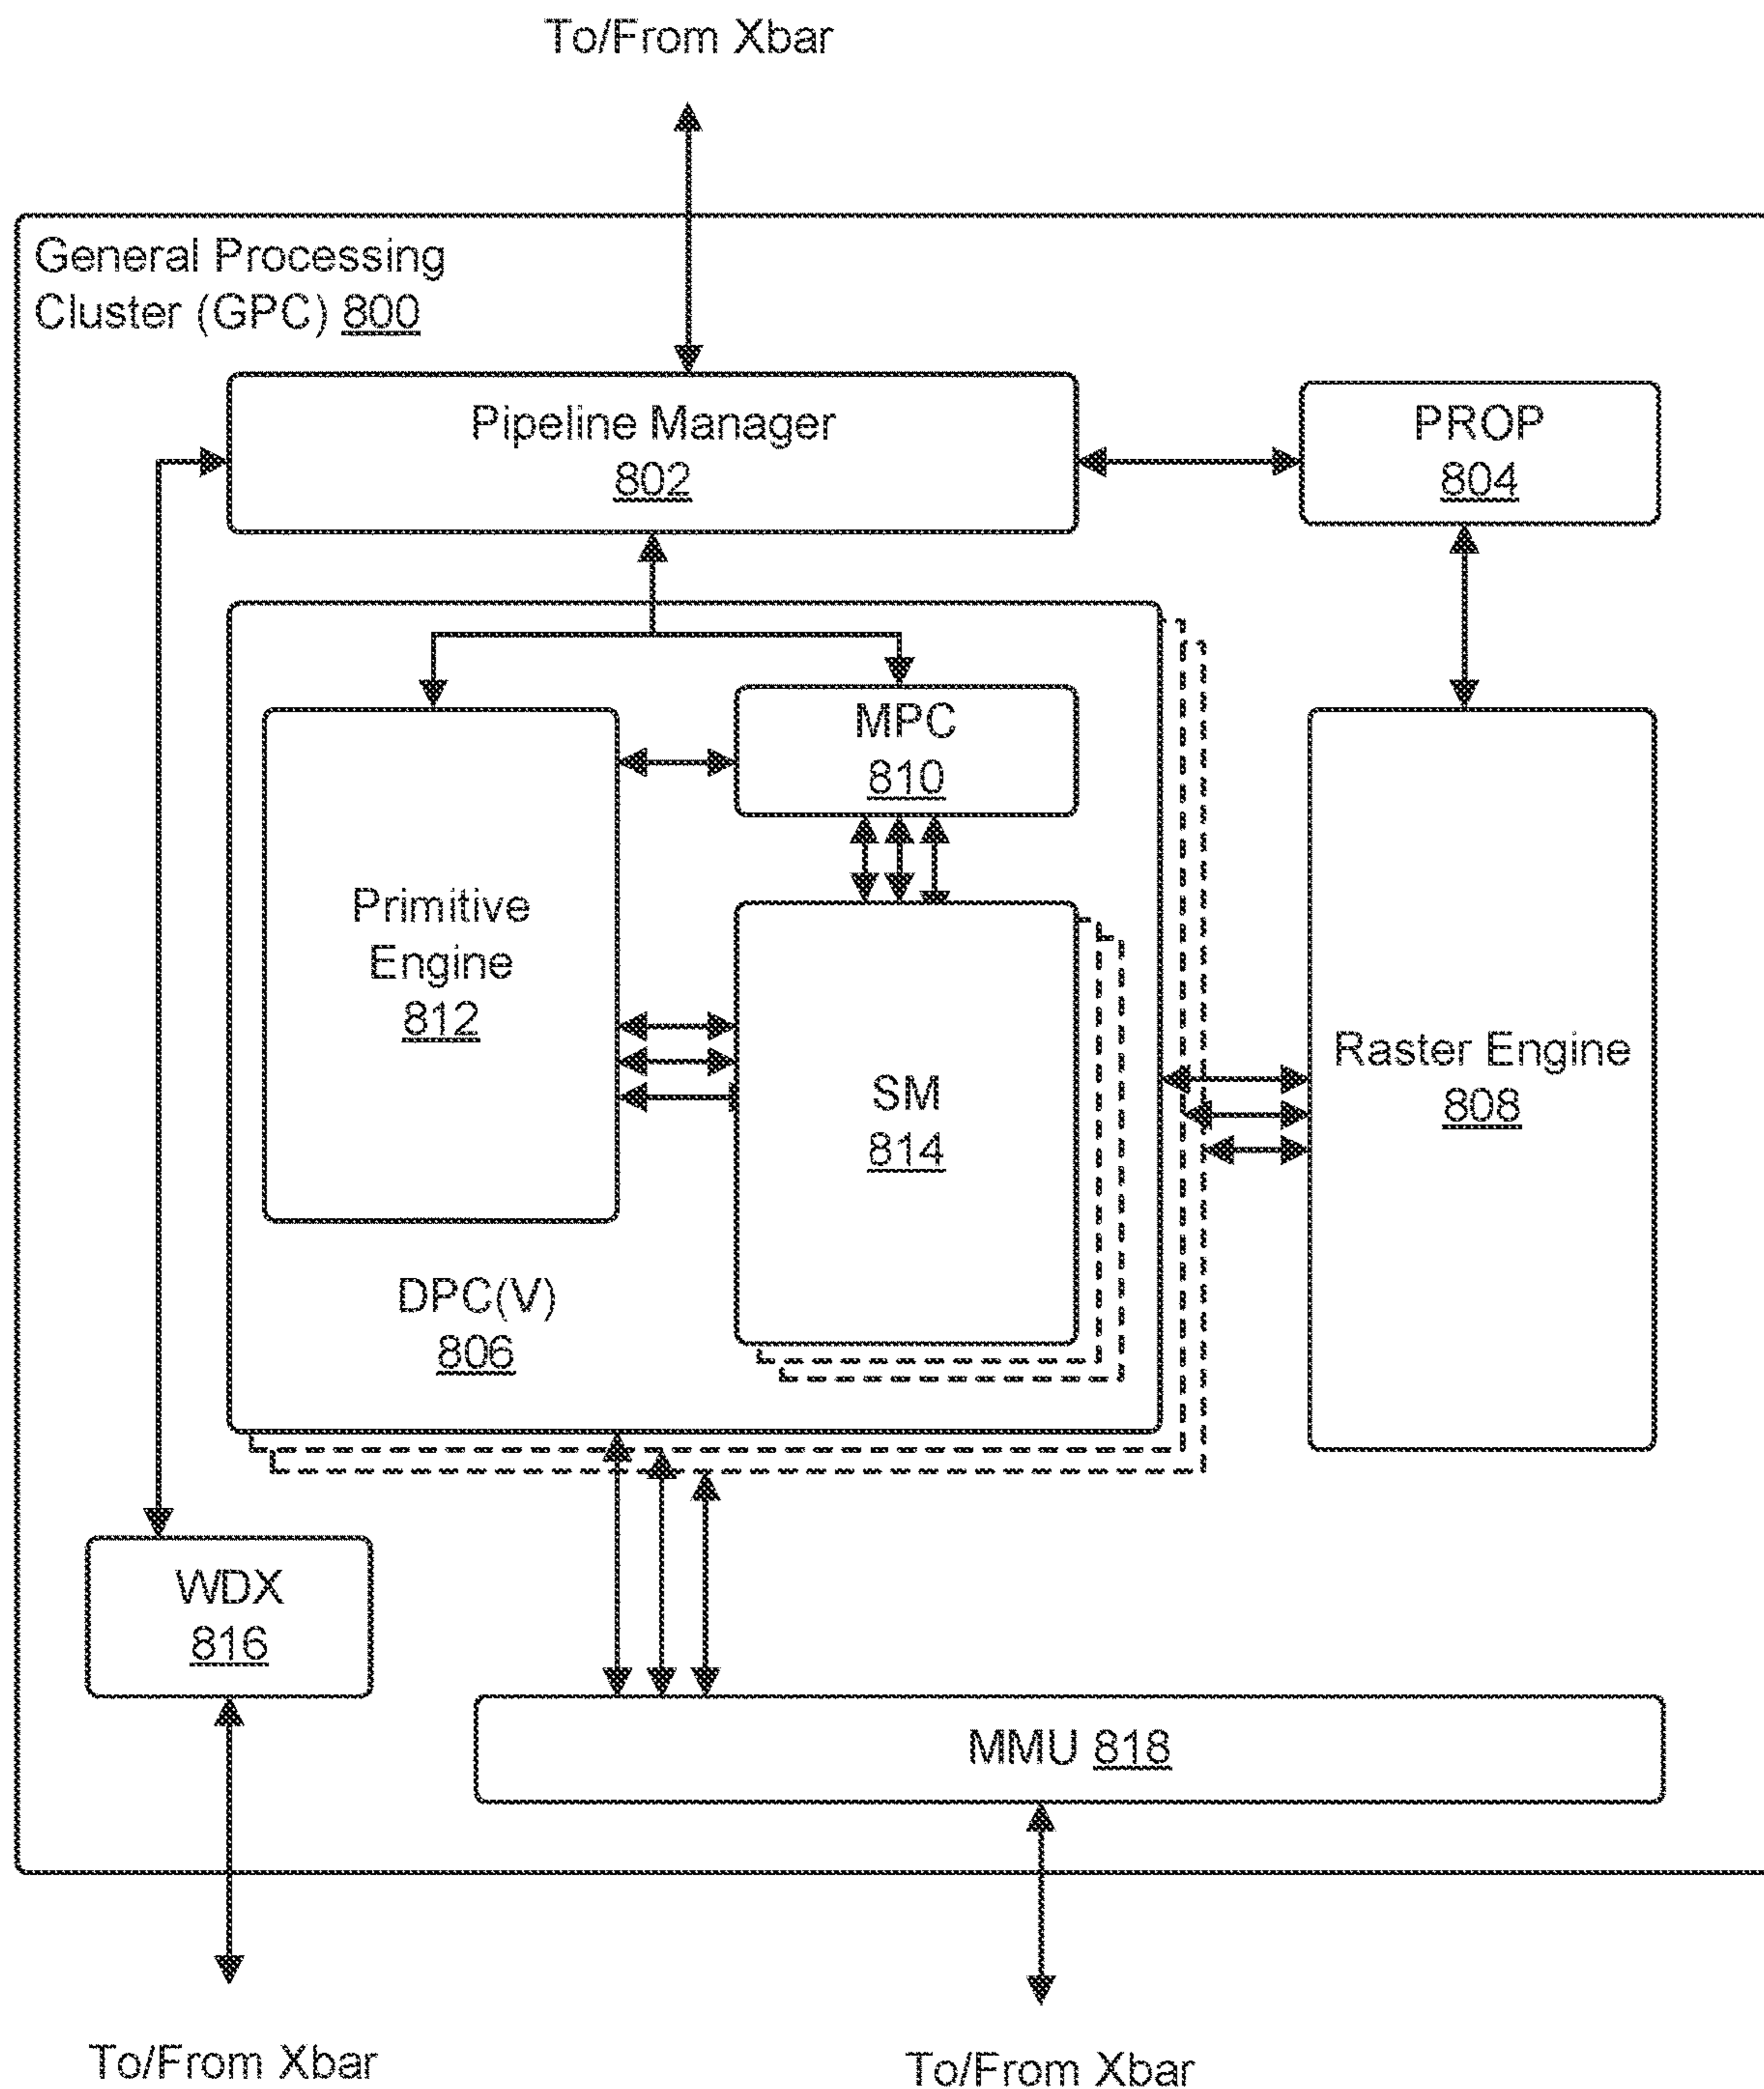 To/From Xbar
General Processing
Cluster (GPC) 800
Pipeline Manager
802
PROP
804
MPC
810
Primitive
Engine
812
SM
814
Raster Engine
808
DPC(V)
806
WDX
816
MMU 818
To/From Xbar
To/From Xbar